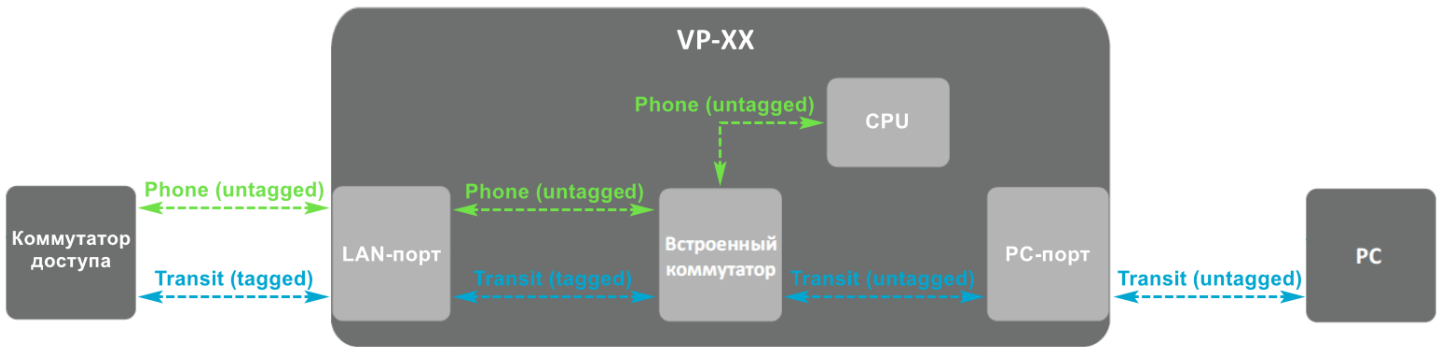 VP-XX
Phone (untagged)
CPU
Phone (untagged)
Phone (untagged)
Коммутатор
доступа
LAN-порт
Встроенный
коммутатор
PC-порт
PC
Transit (tagged)
Transit (tagged)
Transit (untagged)
Transit (untagged)